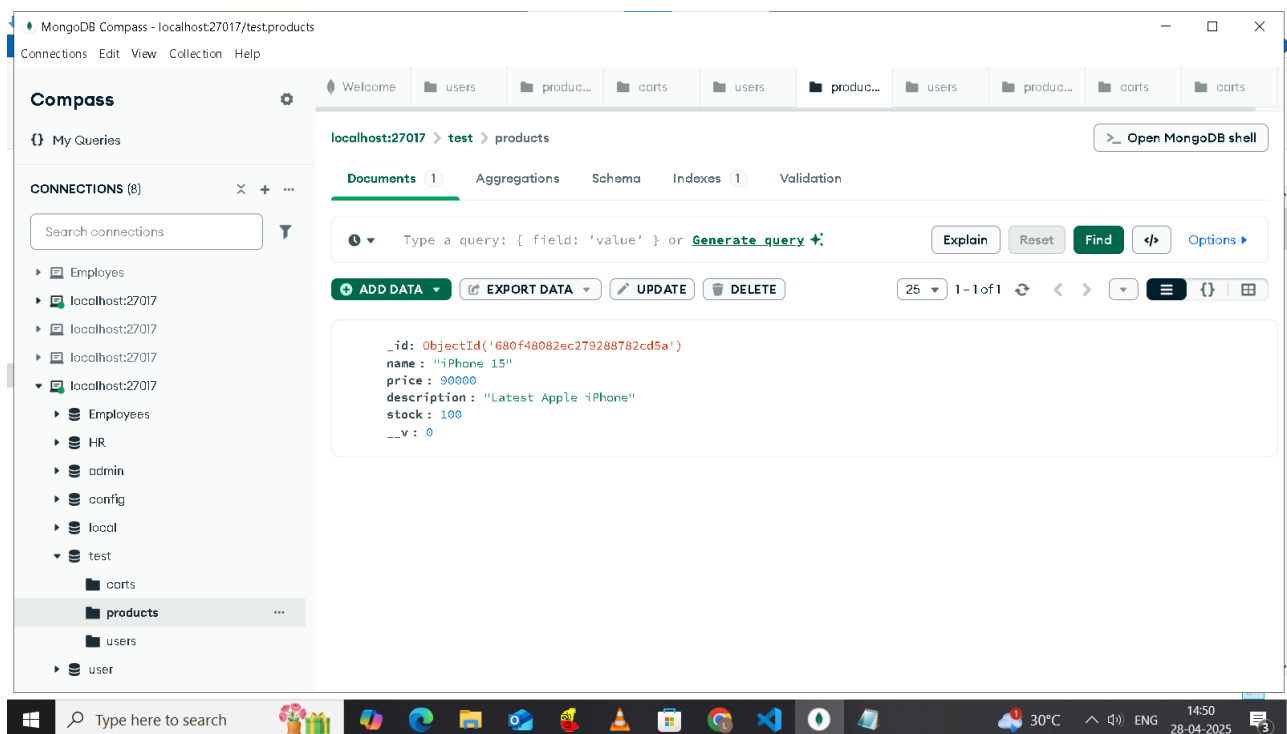 MongoDB Compass - localhost:27017/test.products
Connections Edit View Collection Help
Compass
{} My Queries
CONNECTIONS (8)
Search connections
Employes
localhost:27017
localhost:27017
localhost:27017
localhost:27017
Employees
HR
admin
config
local
test
carts
products
users
user
Welcome users produc... carts users produc... users produc... carts carts
localhost:27017 > test > products
>_ Open MongoDB shell
Documents 1 Aggregations Schema Indexes 1 Validation
Type a query: { field: 'value' } or Generate query
Explain Reset Find </> Options
ADD DATA EXPORT DATA UPDATE DELETE
25 1 – 1 of 1 {}
_id: ObjectId('680f48082ec279288782cd5a')
name : "iPhone 15"
price : 90000
description : "Latest Apple iPhone"
stock : 100
__v : 0
Type here to search
1 30°C ENG
14:50
28-04-2025
3